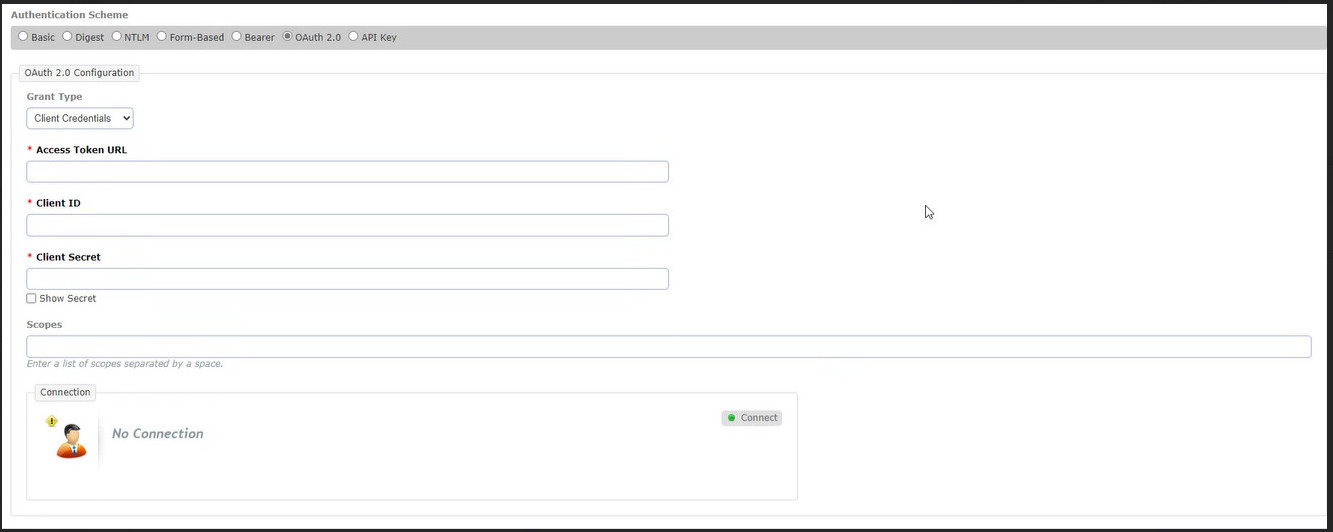 Authentication Scheme
Basic Digest NTLM Form-Based Bearer OAuth 2.0 API Key
OAuth 2.0 Configuration
Grant Type
Client Credentials
* Access Token URL
* Client ID
* Client Secret
Show Secret
Scopes
Enter a list of scopes separated by a space.
Connection
Connect
No Connection